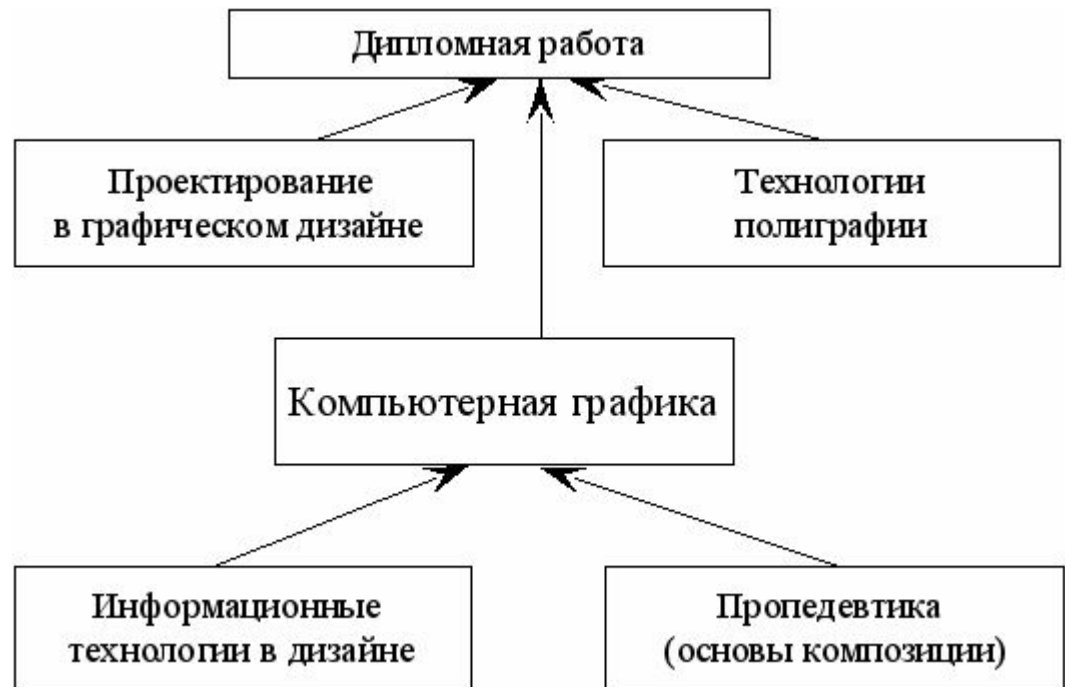 Дипломная работа
Проектирование
в графическом дизайне
Технологии
полиграфии
Компьютерная графика
Информационные
технологии в дизайне
Пропедевтика
(основы композиции)